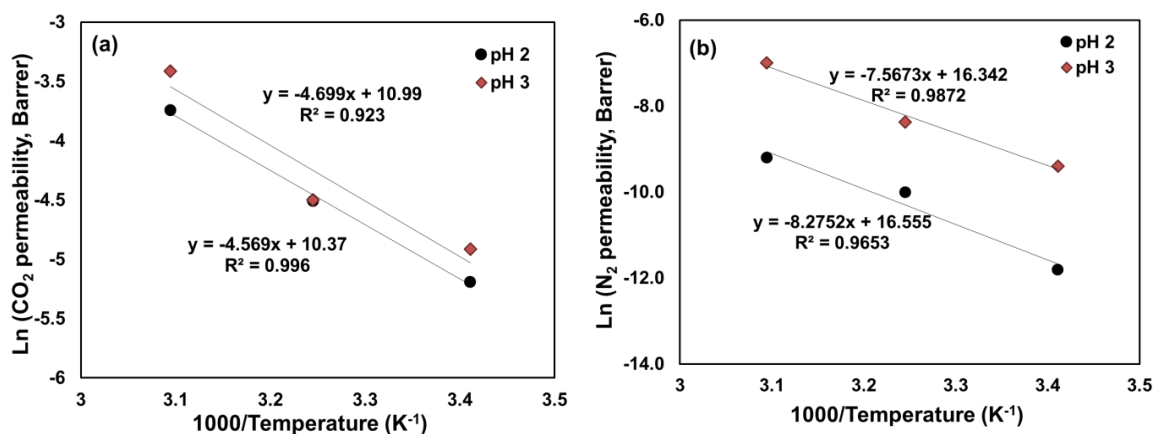 (a)
pH 2
pH 3
y = -4.699x + 10.99
R² = 0.923
y = -4.569x + 10.37
R² = 0.996
-3
-3.5
-4
-4.5
-5
-5.5
-6
3
3.1
3.2
3.3
3.4
3.5
Ln (CO₂ permeability, Barrer)
1000/Temperature (K⁻¹)
(b)
pH 2
pH 3
y = -7.5673x + 16.342
R² = 0.9872
y = -8.2752x + 16.555
R² = 0.9653
-6.0
-8.0
-10.0
-12.0
-14.0
3
3.1
3.2
3.3
3.4
3.5
Ln (N₂ permeability, Barrer)
1000/Temperature (K⁻¹)